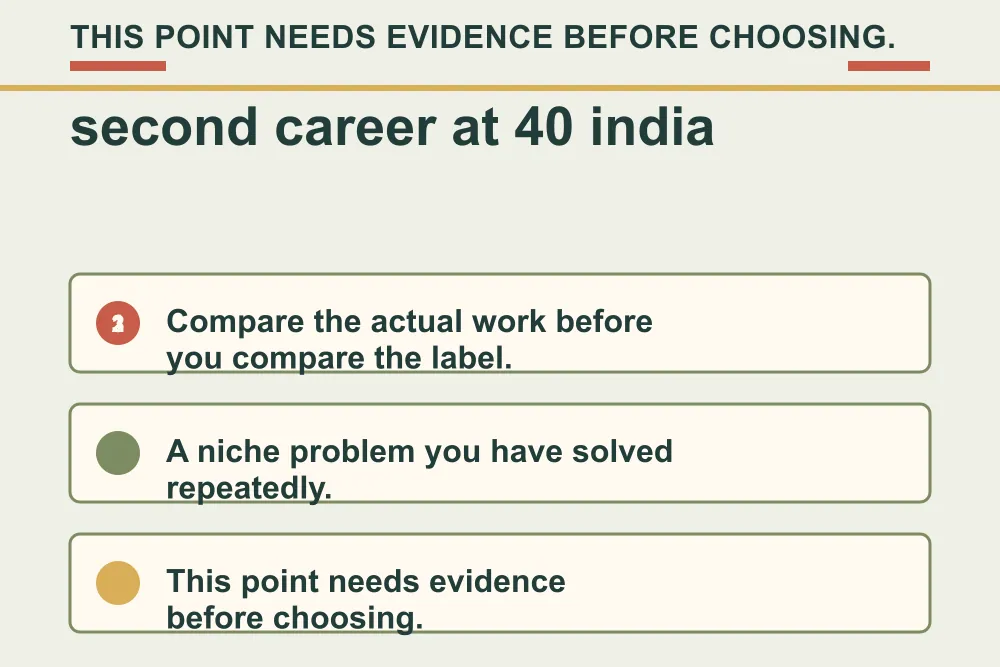 THIS POINT NEEDS EVIDENCE BEFORE CHOOSING.
second career at 40 india
Compare the actual work before
you compare the label.
A niche problem you have solved
repeatedly.
This point needs evidence
before choosing.